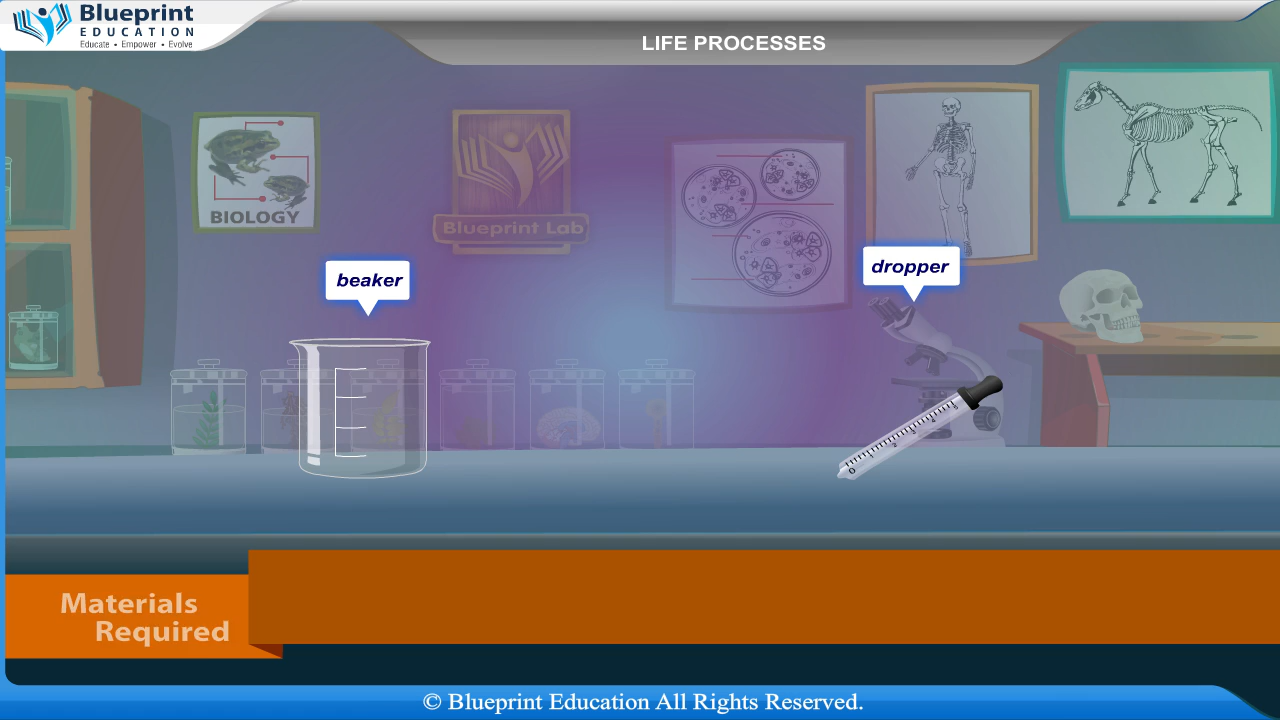 Blueprint
EDUCATION
Educate • Empower • Evolve
LIFE PROCESSES
BIOLOGY
Blueprint Lab
beaker
dropper
Materials
Required
© Blueprint Education All Rights Reserved.